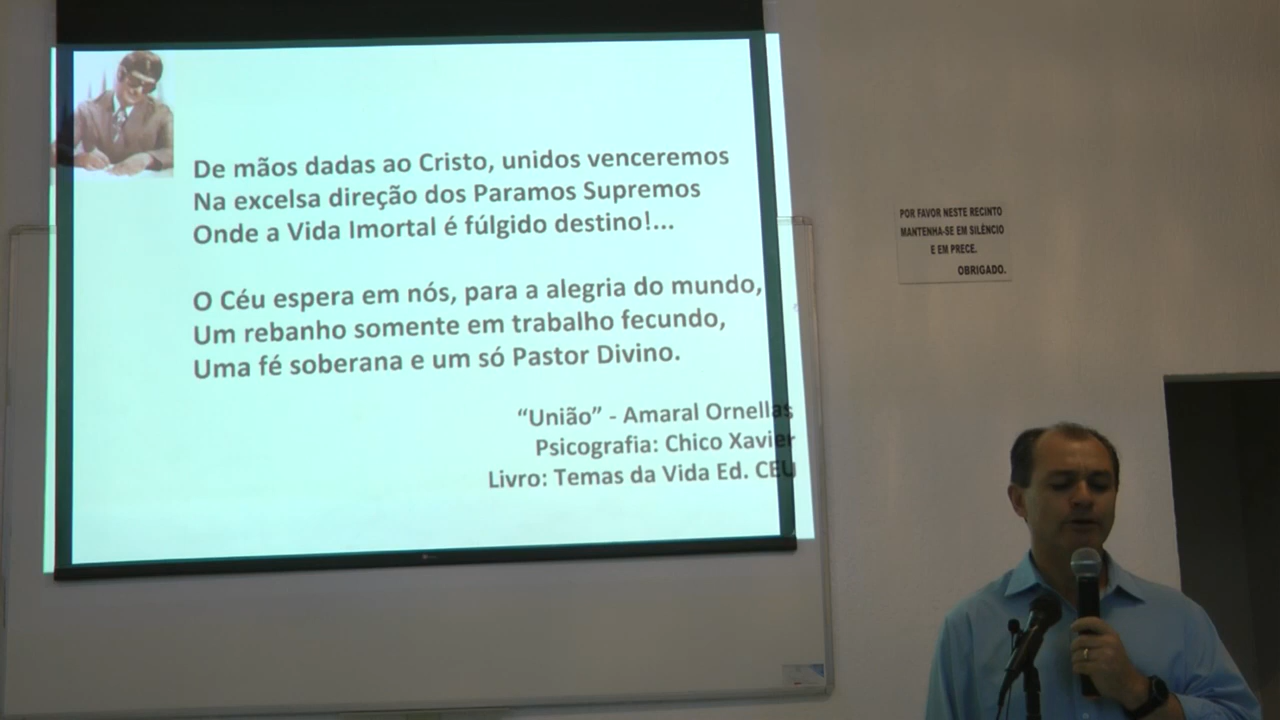 De mãos dadas ao Cristo, unidos venceremos
Na excelsa direção dos Paramos Supremos
Onde a Vida Imortal é fúlgido destino!...
O Céu espera em nós, para a alegria do mundo,
Um rebanho somente em trabalho fecundo,
Uma fé soberana e um só Pastor Divino.
“União” - Amaral Ornellas
Psicografia: Chico Xavier
Livro: Temas da Vida Ed. CEU
POR FAVOR NESTE RECINTO
MANTENHA-SE EM SILÊNCIO
E EM PRECE.
OBRIGADO.